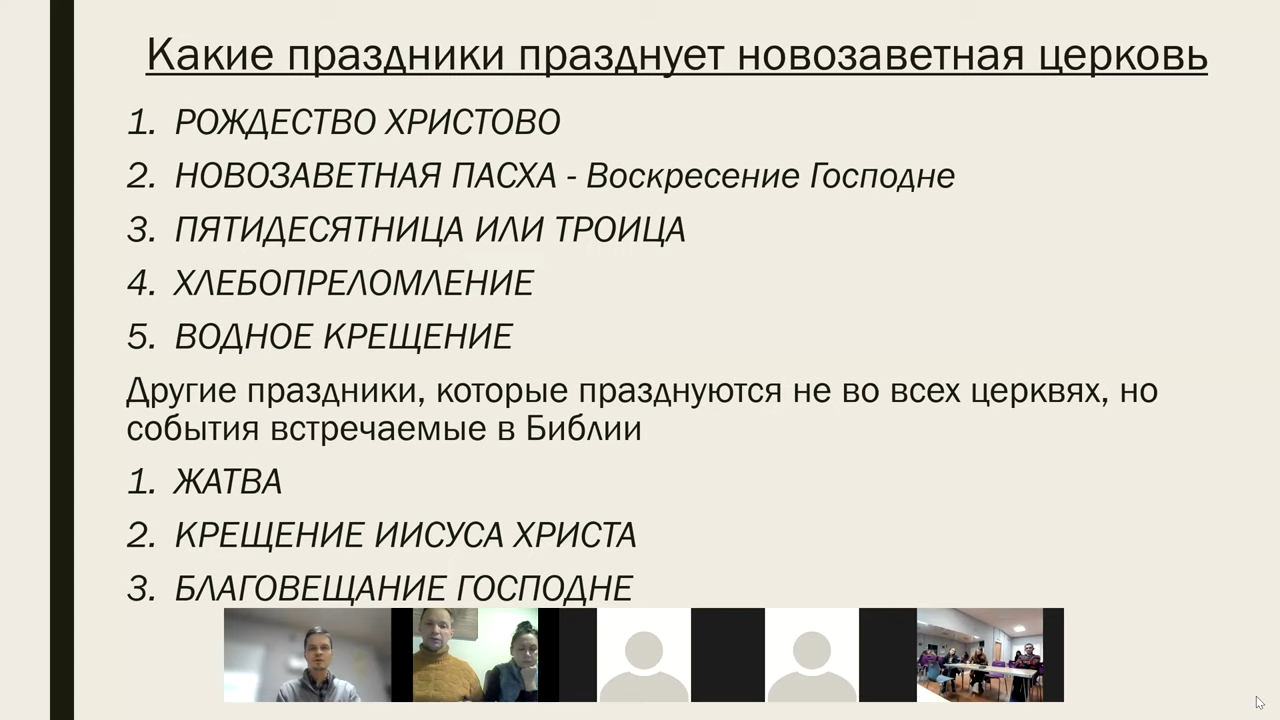 Какие праздники празднует новозаветная церковь
1. РОЖДЕСТВО ХРИСТОВО
2. НОВОЗАВЕТНАЯ ПАСХА - Воскресение Господне
3. ПЯТИДЕСЯТНИЦА ИЛИ ТРОИЦА
4. ХЛЕБОПРЕЛОМЛЕНИЕ
5. ВОДНОЕ КРЕЩЕНИЕ
Другие праздники, которые празднуются не во всех церквях, но
события встречаемые в Библии
1. ЖАТВА
2. КРЕЩЕНИЕ ИИСУСА ХРИСТА
3. БЛАГОВЕЩАНИЕ ГОСПОДНЕ